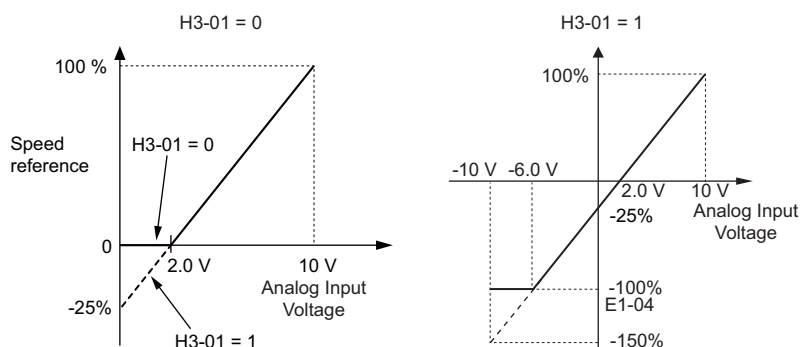 H3-01 = 0
100 %
Speed
reference
H3-01 = 0
0
2.0 V
10 V
Analog Input
Voltage
-25%
H3-01 = 1
H3-01 = 1
100%
-10 V
-6.0 V
2.0 V
10 V
Analog Input
Voltage
-25%
-100%
E1-04
-150%